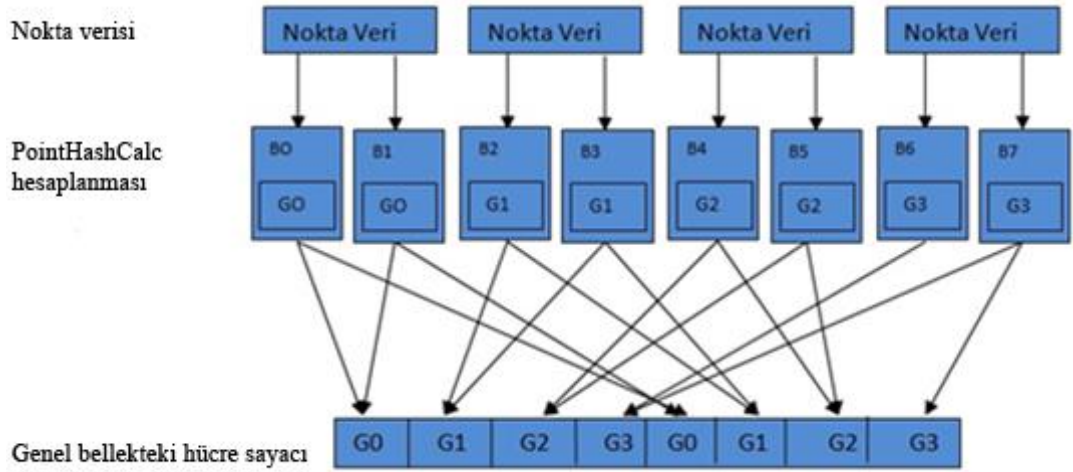 Nokta verisi
Nokta Veri Nokta Veri Nokta Veri Nokta Veri
PointHashCalc
hesaplanması
B0 B1 B2 B3 B4 B5 B6 B7
G0 G0 G1 G1 G2 G2 G3 G3
Genel bellekteki hücre sayacı
G0 G1 G2 G3 G0 G1 G2 G3